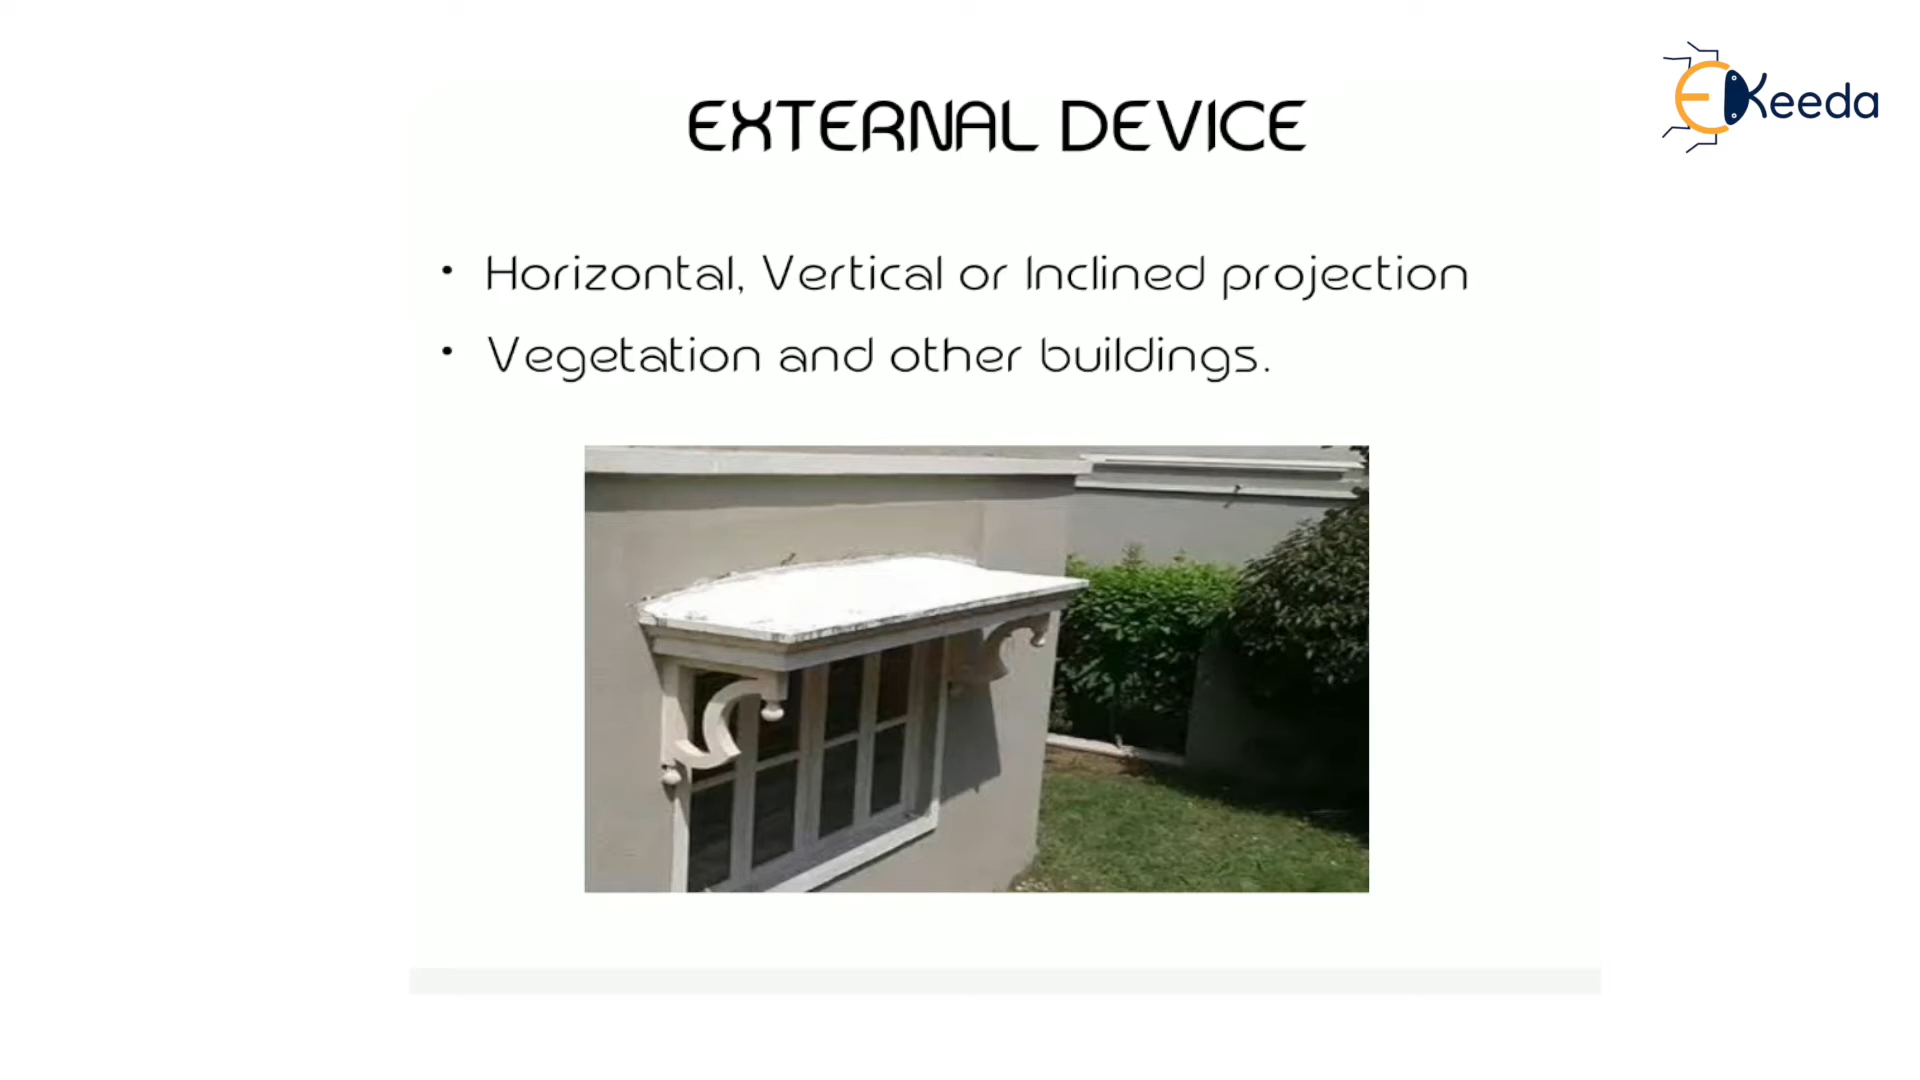 EXTERNAL DEVICE
EKeeda
• Horizontal, Vertical or Inclined projection
• Vegetation and other buildings.